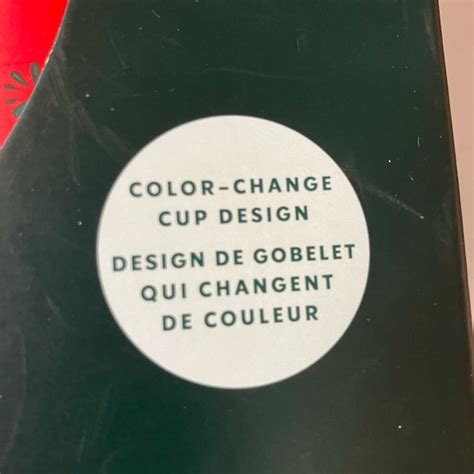 COLOR-CHANGE
CUP DESIGN
DESIGN DE GOBELET
QUI CHANGENT
DE COULEUR